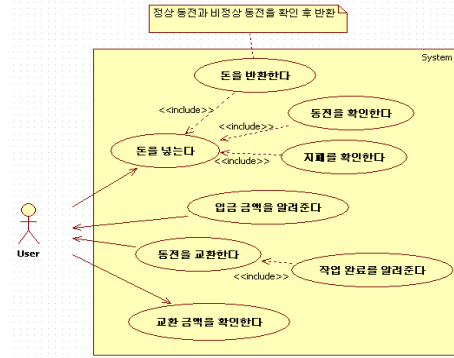 정상 동전과 비정상 동전을 확인 후 반환
System
돈을 반환한다
<<include>>
동전을 확인한다
<<include>>
돈을 넣는다
지폐를 확인한다
<<include>>
입금 금액을 알려준다
User
동전을 교환한다
작업 완료를 알려준다
<<include>>
교환 금액을 확인한다